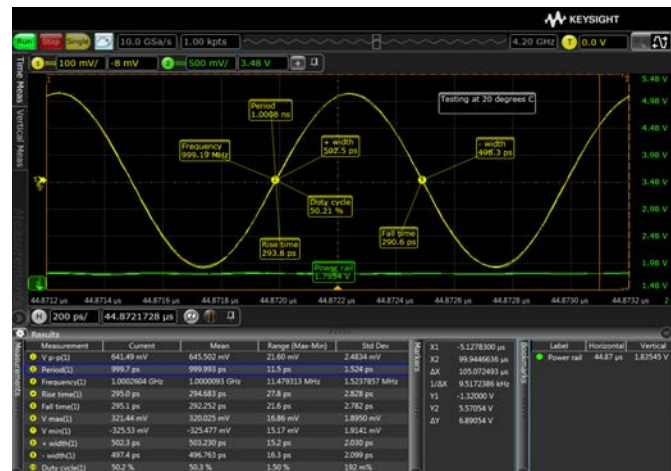 KEYSIGHT
Run Stop Single 10.0 GSa/s 1.00 kpts 4.20 GHz T 0.0 V
1 50Ω 100 mV/ -8 mV 2 50Ω 500 mV/ 3.48 V
Time Meas
Vertical Meas
Measurements
5.48 V
4.98 V
4.48 V
3.98 V
3.48 V
2.98 V
2.48 V
1.98 V
1.48 V
Period
1.0008 ns
Testing at 20 degrees C
Frequency
999.19 MHz
+ width
502.5 ps
- width
496.3 ps
Duty cycle
50.21 %
Rise time
293.8 ps
Fall time
290.6 ps
Power rail
1.7954 V
44.8712 µs 44.8714 µs 44.8716 µs 44.8718 µs 44.8720 µs 44.8722 µs 44.8724 µs 44.8726 µs 44.8728 µs 44.8730 µs 44.8732 µs 2
H 200 ps/ 44.8721728 µs
Results
Measurements
Measurement Current Mean Range (Max-Min) Std Dev
V p-p(1) 641.49 mV 645.502 mV 21.60 mV 2.4834 mV
Period(1) 999.7 ps 999.993 ps 11.5 ps 1.524 ps
Frequency(1) 1.0002604 GHz 1.0000093 GHz 11.479313 MHz 1.5237857 MHz
Rise time(1) 295.0 ps 294.683 ps 27.8 ps 2.828 ps
Fall time(1) 295.1 ps 292.252 ps 21.6 ps 2.782 ps
V max(1) 321.44 mV 320.025 mV 16.86 mV 1.8950 mV
V min(1) -325.53 mV -325.477 mV 15.17 mV 1.9141 mV
+ width(1) 502.3 ps 503.230 ps 15.2 ps 2.030 ps
- width(1) 497.4 ps 496.763 ps 16.3 ps 2.099 ps
Duty cycle(1) 50.2 % 50.3 % 1.50 % 192 m%
Markers
X1 -5.1278300 µs
X2 99.9446636 µs
ΔX 105.072493 µs
1/ΔX 9.5172386 kHz
Y1 -1.32000 V
Y2 5.57054 V
ΔY 6.89054 V
Bookmarks
Label Horizontal Vertical
Power rail 44.87 µs 1.83545 V